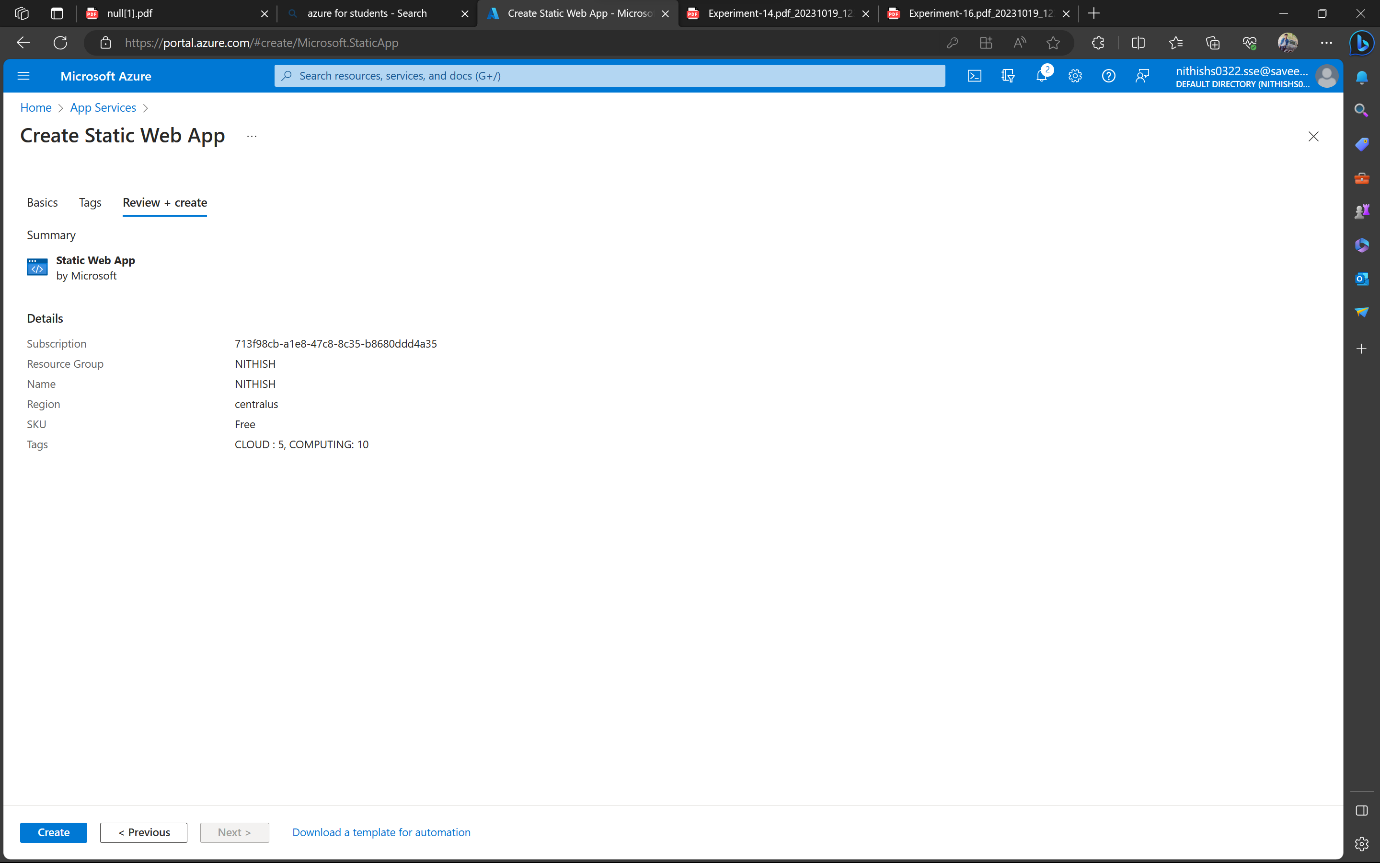 null[1].pdf
azure for students - Search
Create Static Web App - Microso
Experiment-14.pdf_20231019_12
Experiment-16.pdf_20231019_12
https://portal.azure.com/#create/Microsoft.StaticApp
Microsoft Azure
Search resources, services, and docs (G+/)
2
nithishs0322.sse@savee...
DEFAULT DIRECTORY (NITHISHS0...
Home > App Services >
Create Static Web App ...
Basics Tags Review + create
Summary
Static Web App
by Microsoft
Details
Subscription 713f98cb-a1e8-47c8-8c35-b8680ddd4a35
Resource Group NITHISH
Name NITHISH
Region centralus
SKU Free
Tags CLOUD : 5, COMPUTING: 10
Create < Previous Next > Download a template for automation